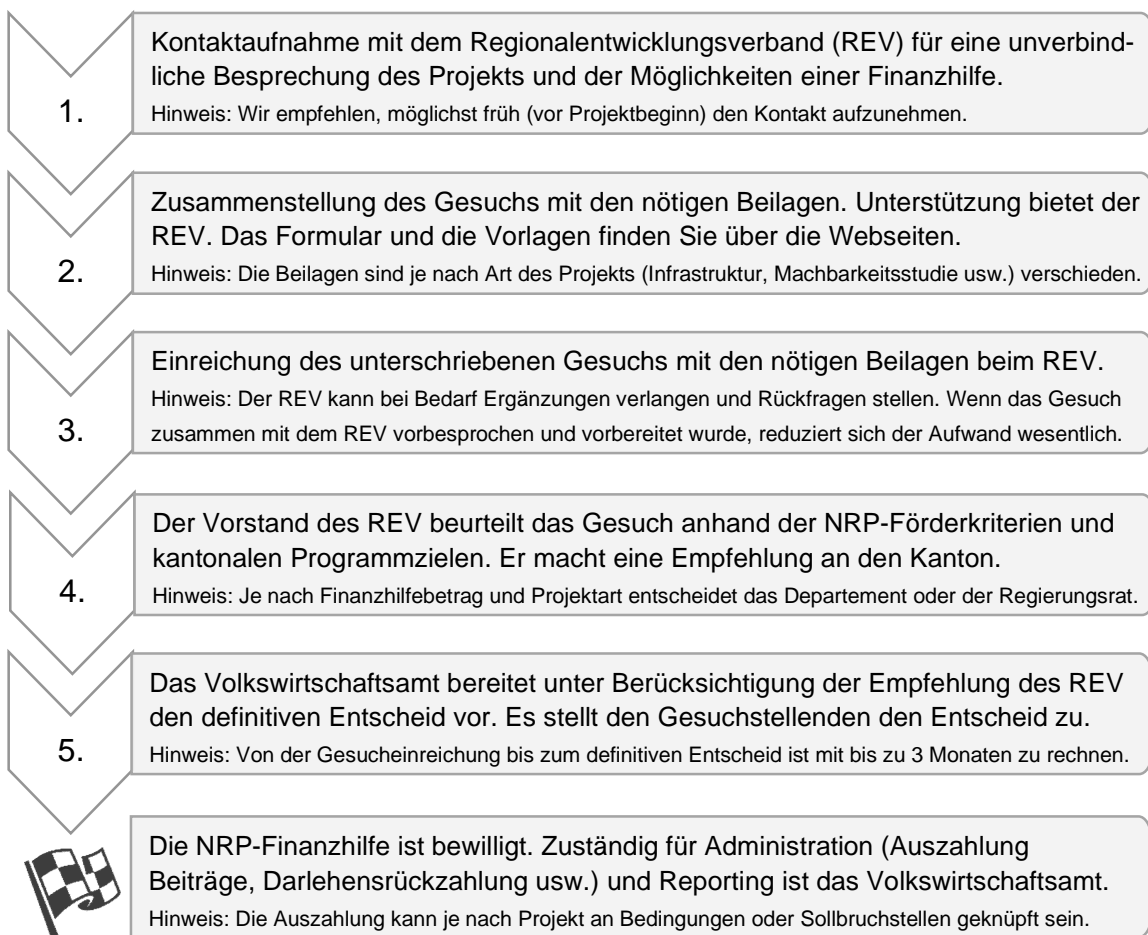 1.
Kontaktaufnahme mit dem Regionalentwicklungsverband (REV) für eine unverbind-
liche Besprechung des Projekts und der Möglichkeiten einer Finanzhilfe.
Hinweis: Wir empfehlen, möglichst früh (vor Projektbeginn) den Kontakt aufzunehmen.
2.
Zusammenstellung des Gesuchs mit den nötigen Beilagen. Unterstützung bietet der
REV. Das Formular und die Vorlagen finden Sie über die Webseiten.
Hinweis: Die Beilagen sind je nach Art des Projekts (Infrastruktur, Machbarkeitsstudie usw.) verschieden.
3.
Einreichung des unterschriebenen Gesuchs mit den nötigen Beilagen beim REV.
Hinweis: Der REV kann bei Bedarf Ergänzungen verlangen und Rückfragen stellen. Wenn das Gesuch
zusammen mit dem REV vorbesprochen und vorbereitet wurde, reduziert sich der Aufwand wesentlich.
4.
Der Vorstand des REV beurteilt das Gesuch anhand der NRP-Förderkriterien und
kantonalen Programmzielen. Er macht eine Empfehlung an den Kanton.
Hinweis: Je nach Finanzhilfebetrag und Projektart entscheidet das Departement oder der Regierungsrat.
5.
Das Volkswirtschaftsamt bereitet unter Berücksichtigung der Empfehlung des REV
den definitiven Entscheid vor. Es stellt den Gesuchstellenden den Entscheid zu.
Hinweis: Von der Gesucheinreichung bis zum definitiven Entscheid ist mit bis zu 3 Monaten zu rechnen.
Die NRP-Finanzhilfe ist bewilligt. Zuständig für Administration (Auszahlung
Beiträge, Darlehensrückzahlung usw.) und Reporting ist das Volkswirtschaftsamt.
Hinweis: Die Auszahlung kann je nach Projekt an Bedingungen oder Sollbruchstellen geknüpft sein.